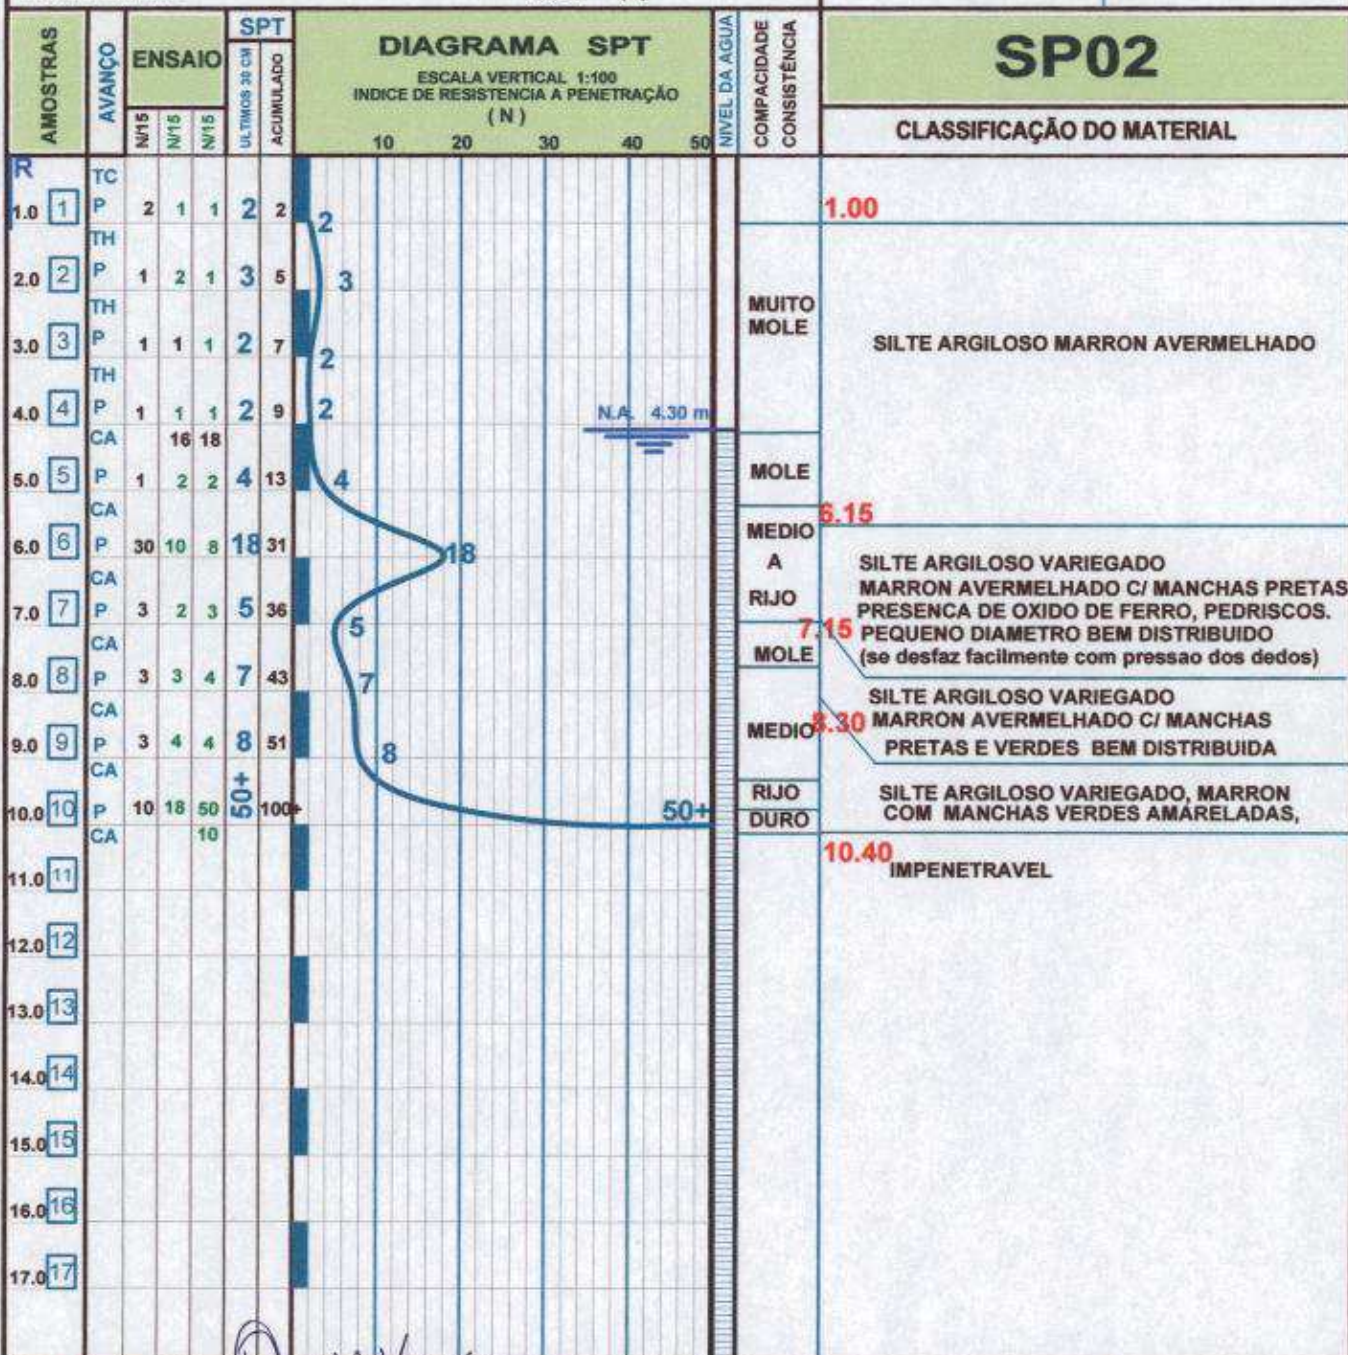 AMOSTRAS
AVANÇO
ENSAIO
N/15 N/15 N/15
SPT
ULTIMOS 30 CM
ACUMULADO
DIAGRAMA SPT
ESCALA VERTICAL 1:100
INDICE DE RESISTENCIA A PENETRAÇÃO
( N )
10 20 30 40 50
NIVEL DA AGUA
COMPACIDADE
CONSISTÊNCIA
SP02
CLASSIFICAÇÃO DO MATERIAL
R TC
1.0 1 P 2 1 1 2 2 2 1.00
TH
2.0 2 P 1 2 1 3 5 3
TH
MUITO
MOLE
3.0 3 P 1 1 1 2 7 2 SILTE ARGILOSO MARRON AVERMELHADO
TH
4.0 4 P 1 1 1 2 9 2 N.A. 4.30 m
CA 16 18
5.0 5 P 1 2 2 4 13 4 MOLE
CA 6.15
6.0 6 P 30 10 8 18 31 18
MEDIO
A
RIJO
SILTE ARGILOSO VARIEGADO
MARRON AVERMELHADO C/ MANCHAS PRETAS
PRESENCA DE OXIDO DE FERRO, PEDRISCOS.
CA
7.0 7 P 3 2 3 5 36 5
7.15 PEQUENO DIAMETRO BEM DISTRIBUIDO
CA MOLE (se desfaz facilmente com pressao dos dedos)
8.0 8 P 3 3 4 7 43 7
SILTE ARGILOSO VARIEGADO
CA MEDIO 8.30 MARRON AVERMELHADO C/ MANCHAS
9.0 9 P 3 4 4 8 51 8 PRETAS E VERDES BEM DISTRIBUIDA
CA
RIJO SILTE ARGILOSO VARIEGADO, MARRON
10.0 10 P 10 18 50 50+ 100+ 50+ DURO COM MANCHAS VERDES AMARELADAS,
CA 10
10.40 IMPENETRAVEL
11.0 11
12.0 12
13.0 13
14.0 14
15.0 15
16.0 16
17.0 17